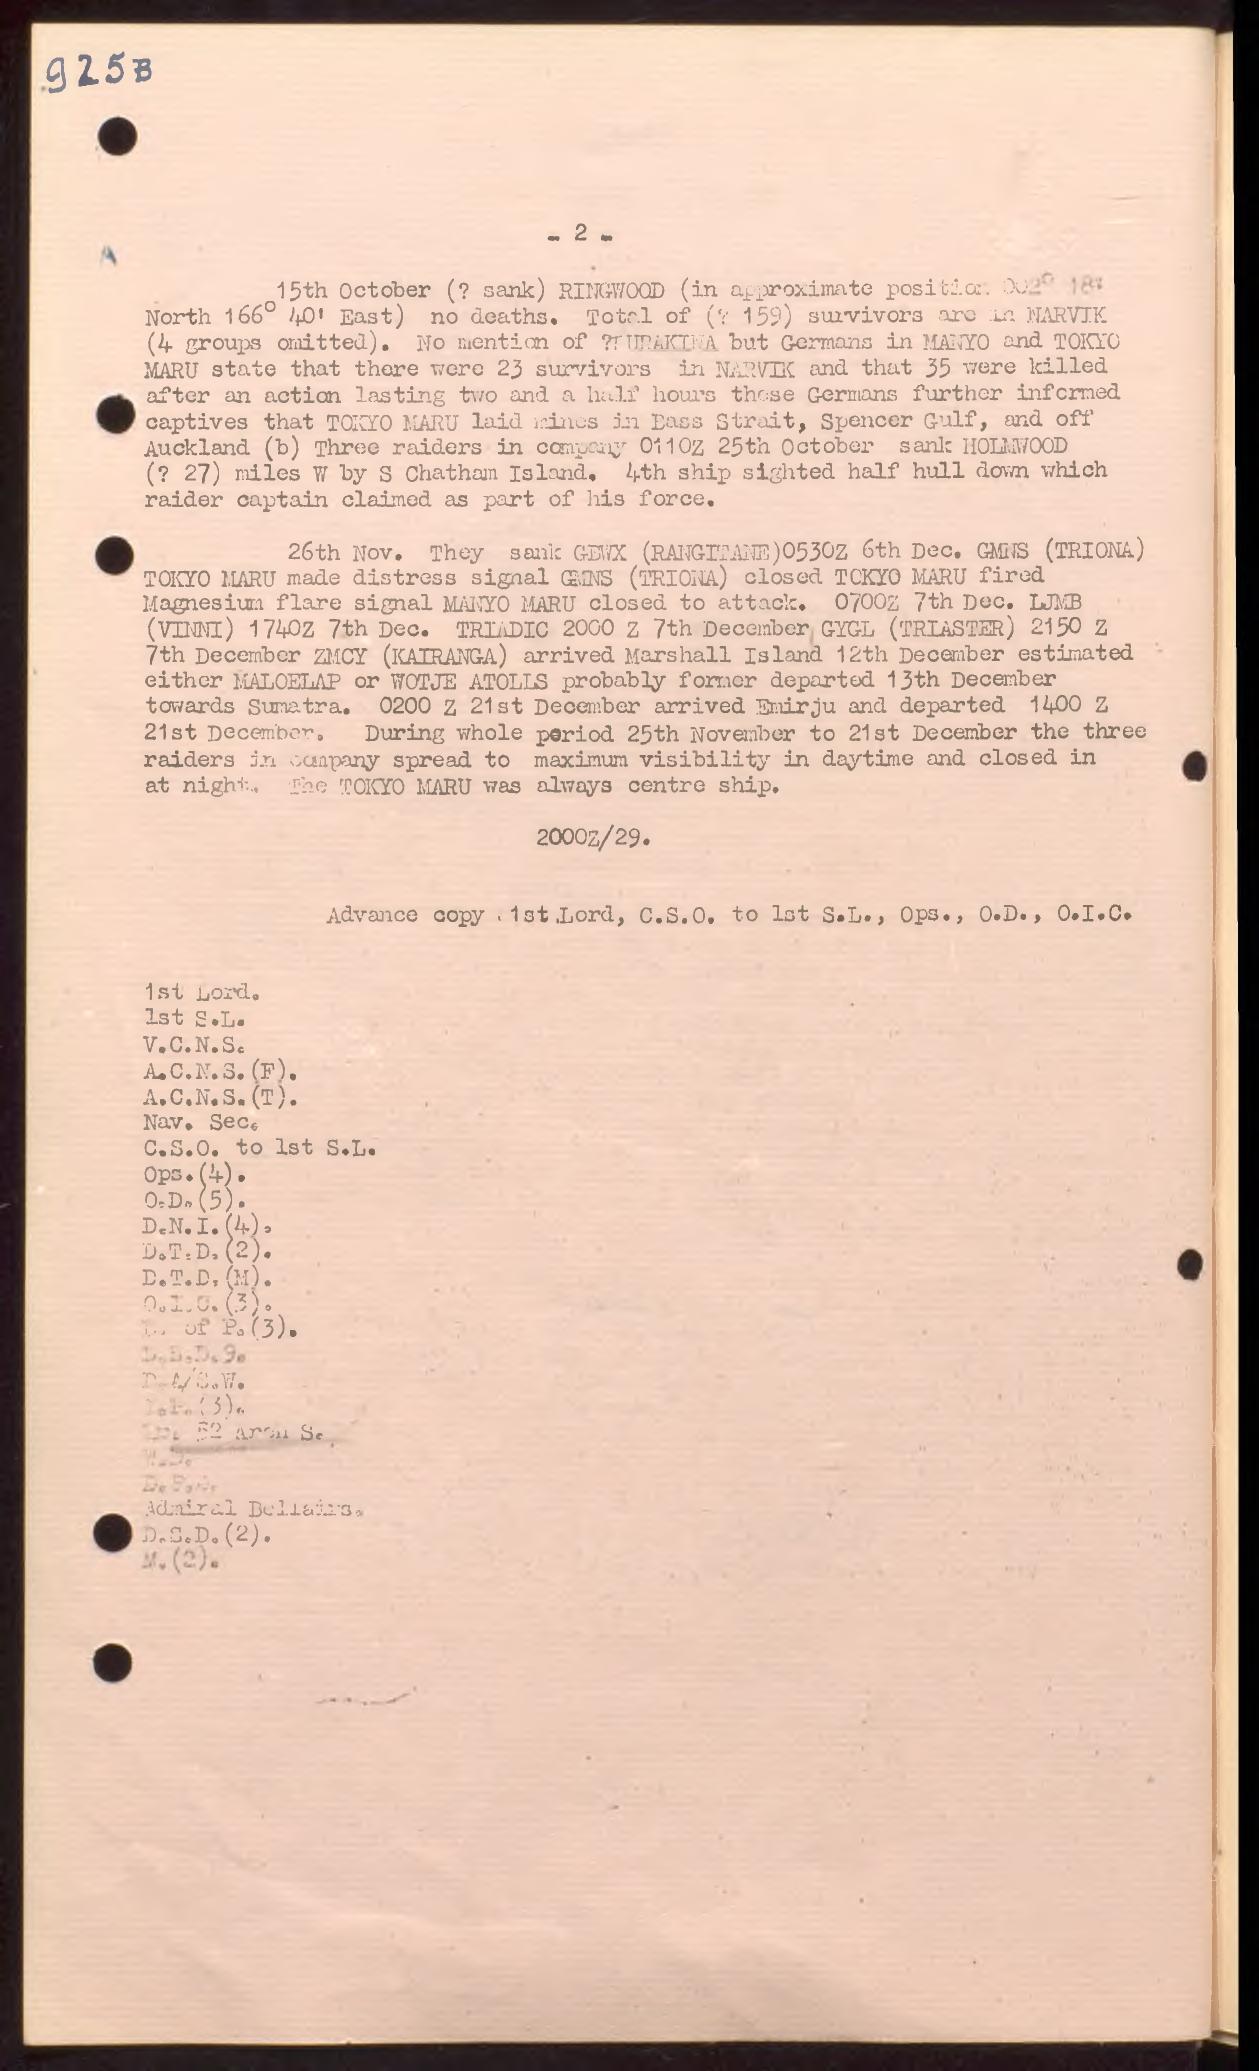 925B
- 2 -
A
15th October (? sank) RINGWOOD (in approximate position 002° 18'
North 166° 40' East) no deaths. Total of (? 159) survivors are in NARVIK
(4 groups omitted). No mention of ?TURAKINA but Germans in MANYO and TOKYO
MARU state that there were 23 survivors in NARVIK and that 35 were killed
after an action lasting two and a half hours these Germans further informed
captives that TOKYO MARU laid mines in Bass Strait, Spencer Gulf, and off
Auckland (b) Three raiders in company 0110Z 25th October sank HOLMWOOD
(? 27) miles W by S Chatham Island. 4th ship sighted half hull down which
raider captain claimed as part of his force.
26th Nov. They sank GEWX (RANGITANE)0530Z 6th Dec. GMNS (TRIONA)
TOKYO MARU made distress signal GMNS (TRIONA) closed TOKYO MARU fired
Magnesium flare signal MANYO MARU closed to attack. 0700Z 7th Dec. LJMB
(VINNI) 1740Z 7th Dec. TRIADIC 2000 Z 7th December GYGL (TRIASTER) 2150 Z
7th December ZMCY (KAIRANGA) arrived Marshall Island 12th December estimated
either MALOELAP or WOTJE ATOLLS probably former departed 13th December
towards Sumatra. 0200 Z 21st December arrived Emirju and departed 1400 Z
21st December. During whole period 25th November to 21st December the three
raiders in company spread to maximum visibility in daytime and closed in
at night. The TOKYO MARU was always centre ship.
2000Z/29.
Advance copy 1st Lord, C.S.O. to 1st S.L., Ops., O.D., O.I.C.
1st Lord.
1st S.L.
V.C.N.S.
A.C.N.S.(F).
A.C.N.S.(T).
Nav. Sec.
C.S.O. to 1st S.L.
Ops.(4).
O.D.(5).
D.N.I.(4).
D.T.D.(2).
D.T.D.(M).
O.I.C.(3).
D. of P.(3).
D.A/S.W.
(3).
52 Arch S.
Admiral Bellairs.
D.S.D.(2).
M.(2).